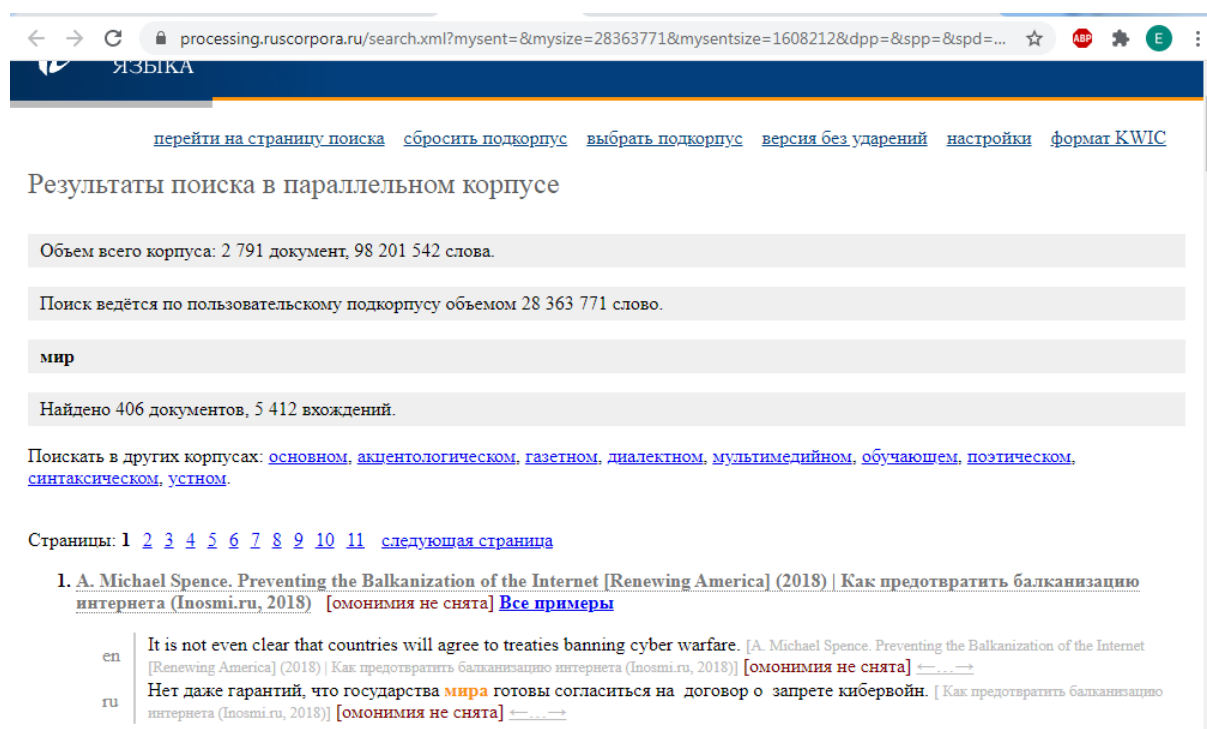 processing.ruscorpora.ru/search.xml?mysent=&mysize=28363771&mysentsize=1608212&dpp=&spp=&spd=...
ABP
E
ЯЗЫКА
перейти на страницу поиска сбросить подкорпус выбрать подкорпус версия без ударений настройки формат KWIC
Результаты поиска в параллельном корпусе
Объем всего корпуса: 2 791 документ, 98 201 542 слова.
Поиск ведётся по пользовательскому подкорпусу объемом 28 363 771 слово.
мир
Найдено 406 документов, 5 412 вхождений.
Поискать в других корпусах: основном, акцентологическом, газетном, диалектном, мультимедийном, обучающем, поэтическом,
синтаксическом, устном.
Страницы: 1 2 3 4 5 6 7 8 9 10 11 следующая страница
1. A. Michael Spence. Preventing the Balkanization of the Internet [Renewing America] (2018) | Как предотвратить балканизацию
интернета (Inosmi.ru, 2018) [омонимия не снята] Все примеры
en It is not even clear that countries will agree to treaties banning cyber warfare. [A. Michael Spence. Preventing the Balkanization of the Internet
[Renewing America] (2018) | Как предотвратить балканизацию интернета (Inosmi.ru, 2018)] [омонимия не снята] ←…→
ru Нет даже гарантий, что государства мира готовы согласиться на договор о запрете кибервойн. [ Как предотвратить балканизацию
интернета (Inosmi.ru, 2018)] [омонимия не снята] ←…→